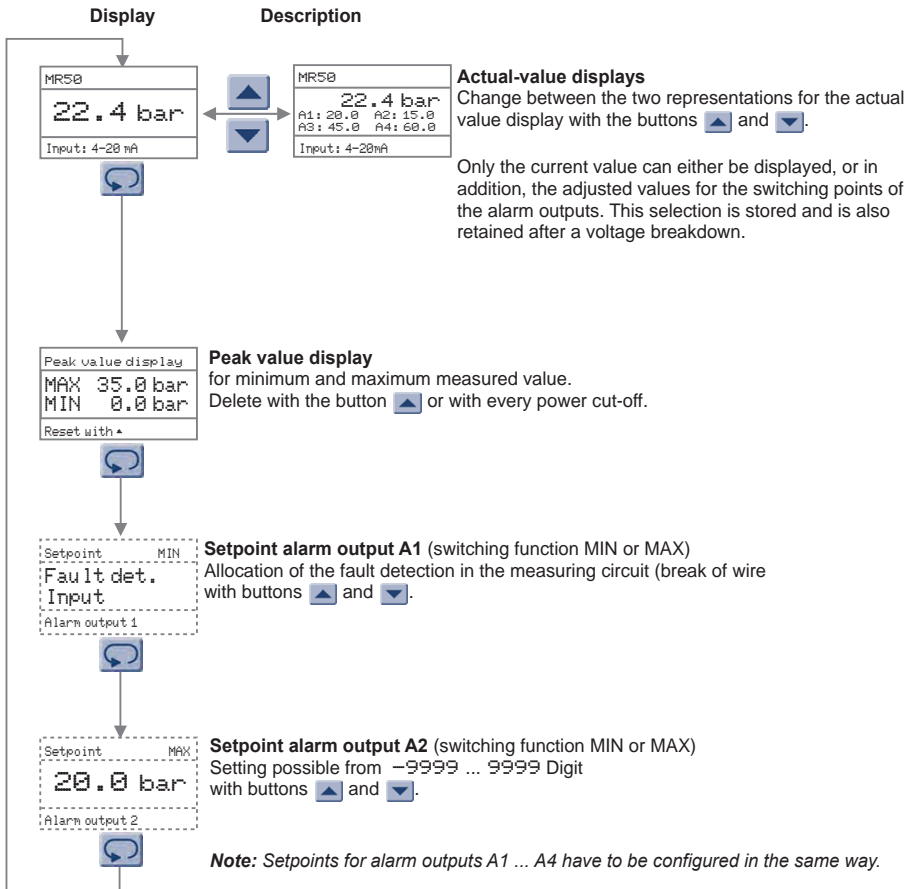 Display Description
MR50
22.4 bar
Input: 4-20 mA
MR50
22.4 bar
A1: 20.0 A2: 15.0
A3: 45.0 A4: 60.0
Input: 4-20mA
Actual-value displays
Change between the two representations for the actual
value display with the buttons ▲ and ▼.
Only the current value can either be displayed, or in
addition, the adjusted values for the switching points of
the alarm outputs. This selection is stored and is also
retained after a voltage breakdown.
Peak value display
MAX 35.0 bar
MIN 0.0 bar
Reset with ▲
Peak value display
for minimum and maximum measured value.
Delete with the button ▲ or with every power cut-off.
Setpoint MIN
Fault det.
Input
Alarm output 1
Setpoint alarm output A1 (switching function MIN or MAX)
Allocation of the fault detection in the measuring circuit (break of wire
with buttons ▲ and ▼.
Setpoint MAX
20.0 bar
Alarm output 2
Setpoint alarm output A2 (switching function MIN or MAX)
Setting possible from -9999 ... 9999 Digit
with buttons ▲ and ▼.
Note: Setpoints for alarm outputs A1 ... A4 have to be configured in the same way.